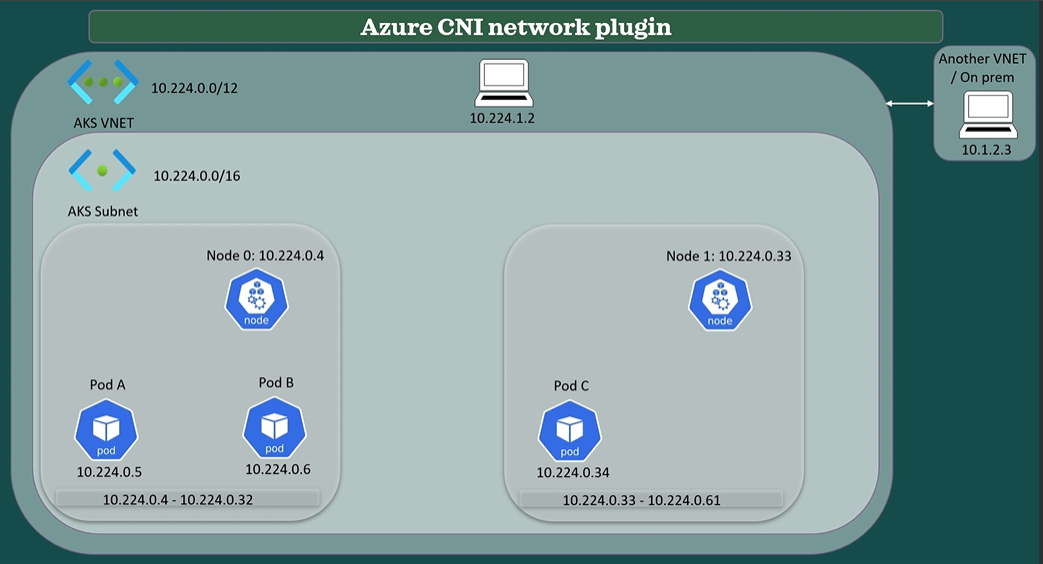 Azure CNI network plugin
Another VNET
/ On prem
10.1.2.3
10.224.0.0/12
AKS VNET
10.224.1.2
10.224.0.0/16
AKS Subnet
Node 0: 10.224.0.4
node
Pod A
pod
10.224.0.5
Pod B
pod
10.224.0.6
10.224.0.4 - 10.224.0.32
Node 1: 10.224.0.33
node
Pod C
pod
10.224.0.34
10.224.0.33 - 10.224.0.61